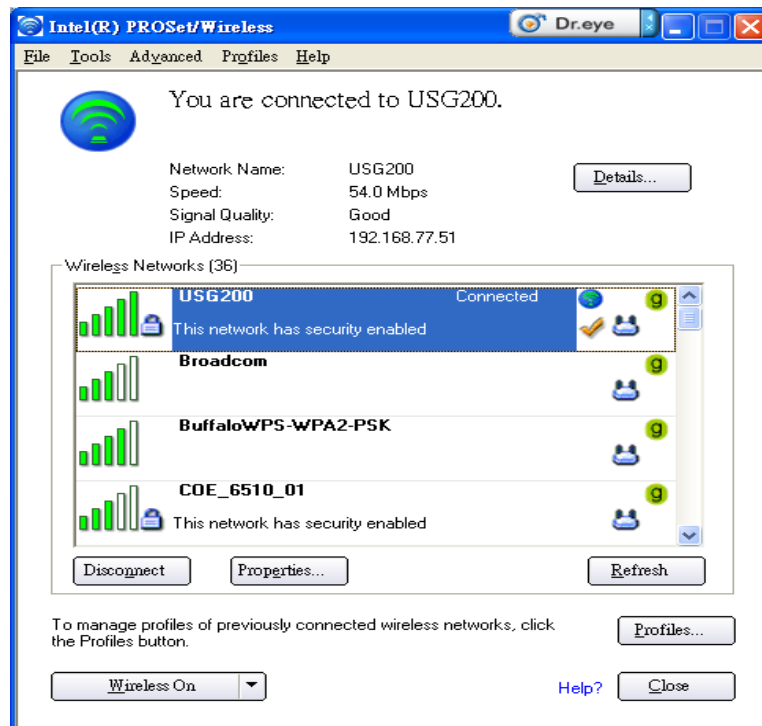 Intel(R) PROSet/Wireless
Dr.eye
File Tools Advanced Profiles Help
You are connected to USG200.
Network Name: USG200
Speed: 54.0 Mbps
Signal Quality: Good
IP Address: 192.168.77.51
Details...
Wireless Networks (36)
USG200 Connected
g
This network has security enabled
Broadcom
g
BuffaloWPS-WPA2-PSK
g
COE_6510_01
g
This network has security enabled
Disconnect Properties... Refresh
To manage profiles of previously connected wireless networks, click
the Profiles button.
Profiles...
Wireless On Help? Close